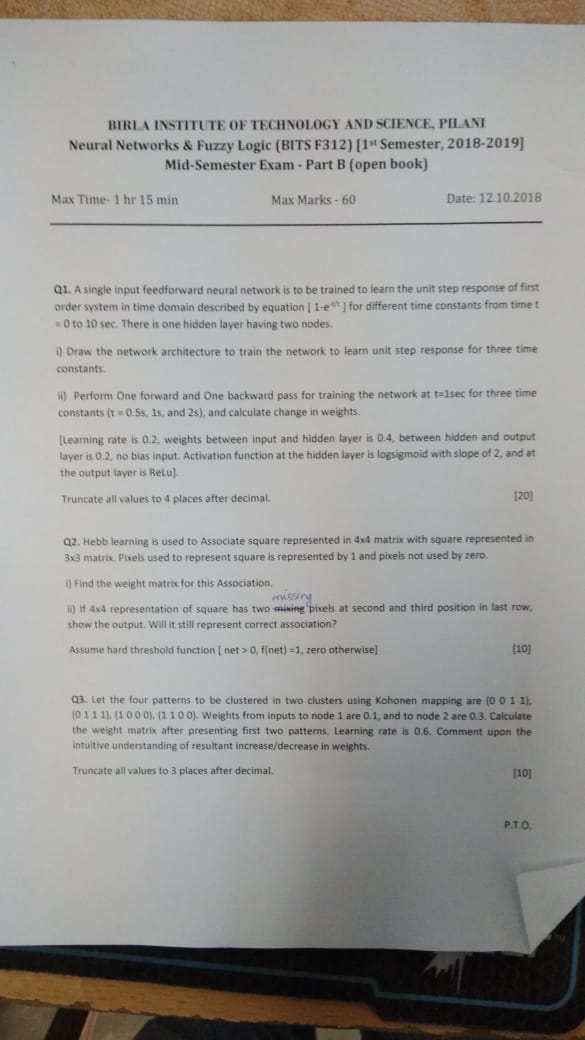 BIRLA INSTITUTE OF TECHNOLOGY AND SCIENCE, PILANI
Neural Networks & Fuzzy Logic (BITS F312) [1st Semester, 2018-2019]
Mid-Semester Exam - Part B (open book)
Max Time- 1 hr 15 min Max Marks - 60 Date: 12.10.2018
Q1. A single input feedforward neural network is to be trained to learn the unit step response of first
order system in time domain described by equation [ 1-e-t/τ ] for different time constants from time t
= 0 to 10 sec. There is one hidden layer having two nodes.
i) Draw the network architecture to train the network to learn unit step response for three time
constants.
ii) Perform One forward and One backward pass for training the network at t=1sec for three time
constants (τ = 0.5s, 1s, and 2s), and calculate change in weights.
[Learning rate is 0.2, weights between input and hidden layer is 0.4, between hidden and output
layer is 0.2, no bias input. Activation function at the hidden layer is logsigmoid with slope of 2, and at
the output layer is ReLu].
Truncate all values to 4 places after decimal. [20]
Q2. Hebb learning is used to Associate square represented in 4x4 matrix with square represented in
3x3 matrix. Pixels used to represent square is represented by 1 and pixels not used by zero.
i) Find the weight matrix for this Association.
missing
ii) If 4x4 representation of square has two mixing pixels at second and third position in last row,
show the output. Will it still represent correct association?
Assume hard threshold function [ net > 0, f(net) =1, zero otherwise] [10]
Q3. Let the four patterns to be clustered in two clusters using Kohonen mapping are (0 0 1 1),
(0 1 1 1), (1 0 0 0), (1 1 0 0). Weights from inputs to node 1 are 0.1, and to node 2 are 0.3. Calculate
the weight matrix after presenting first two patterns. Learning rate is 0.6. Comment upon the
intuitive understanding of resultant increase/decrease in weights.
Truncate all values to 3 places after decimal. [10]
P.T.O.